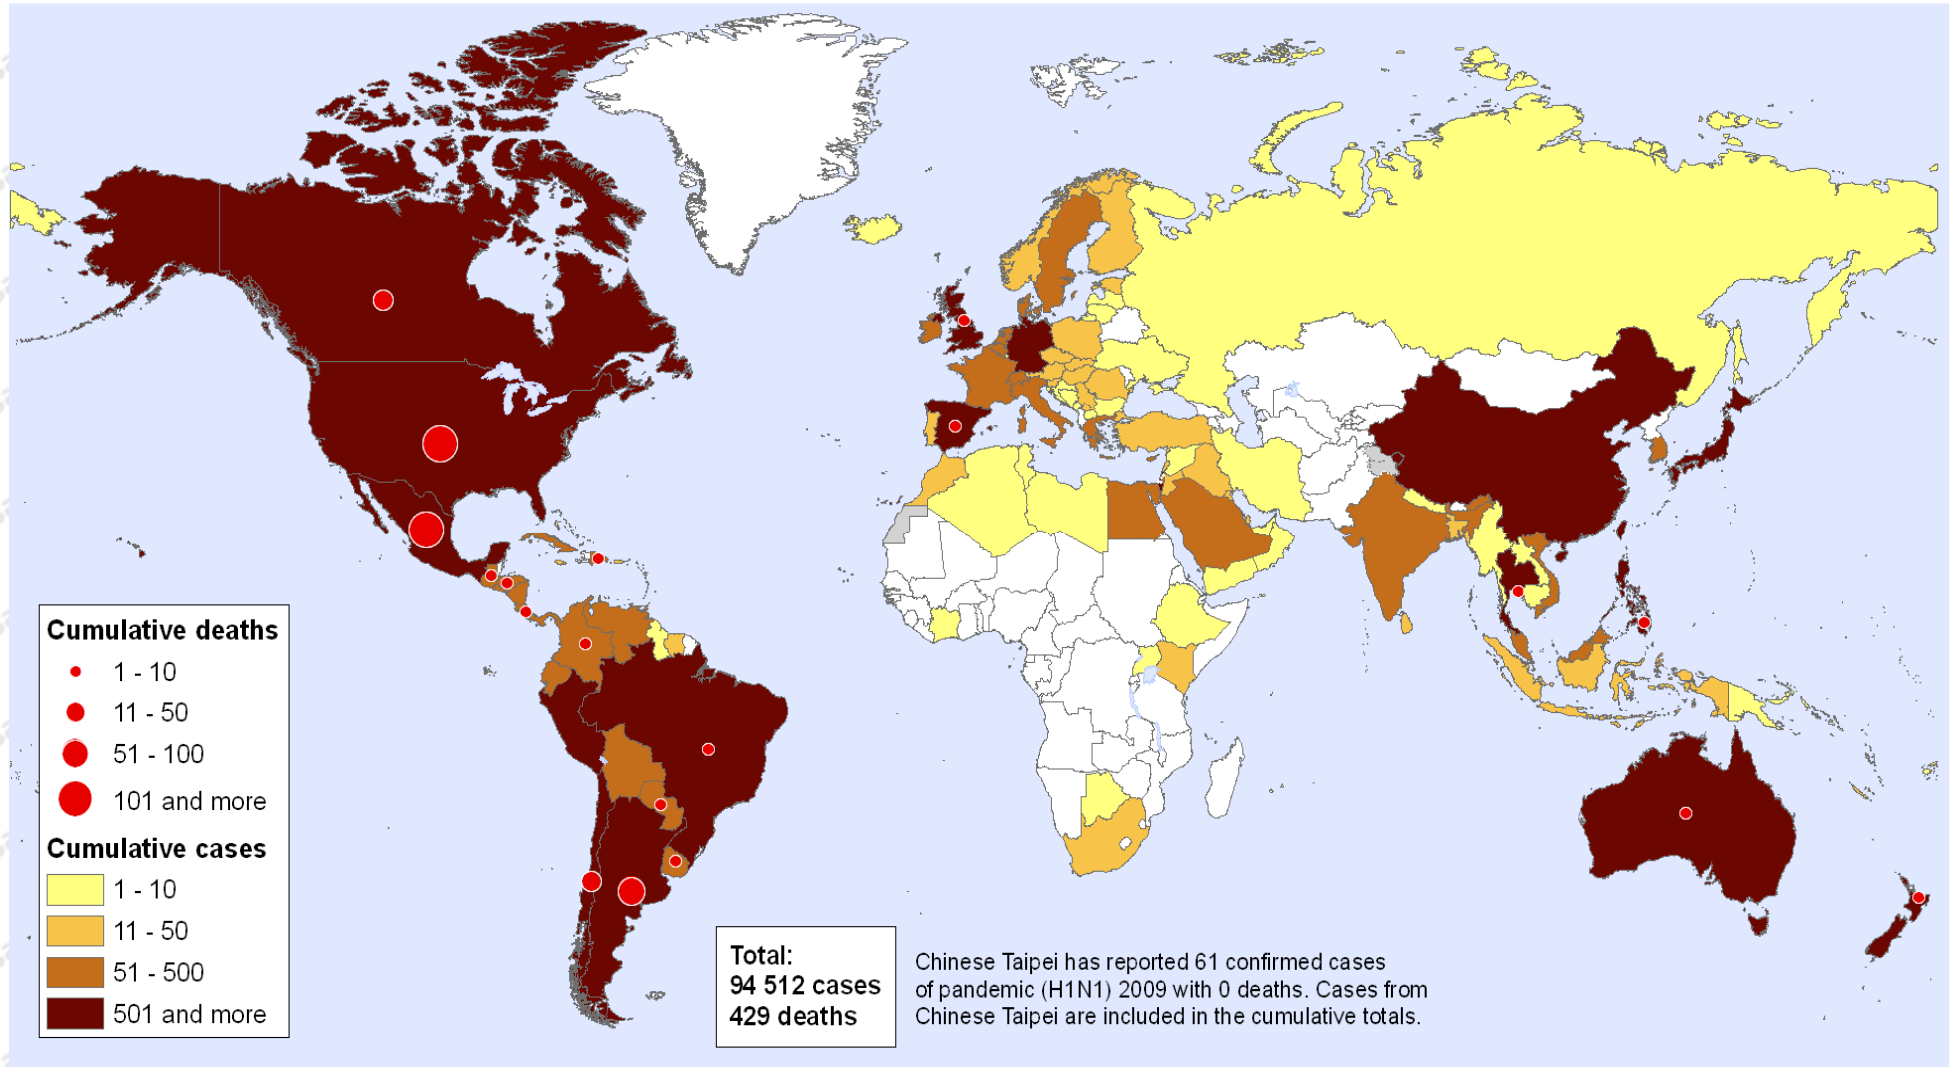 Cumulative deaths
1 - 10
11 - 50
51 - 100
101 and more
Cumulative cases
1 - 10
11 - 50
51 - 500
501 and more
Total:
94 512 cases
429 deaths
Chinese Taipei has reported 61 confirmed cases
of pandemic (H1N1) 2009 with 0 deaths. Cases from
Chinese Taipei are included in the cumulative totals.